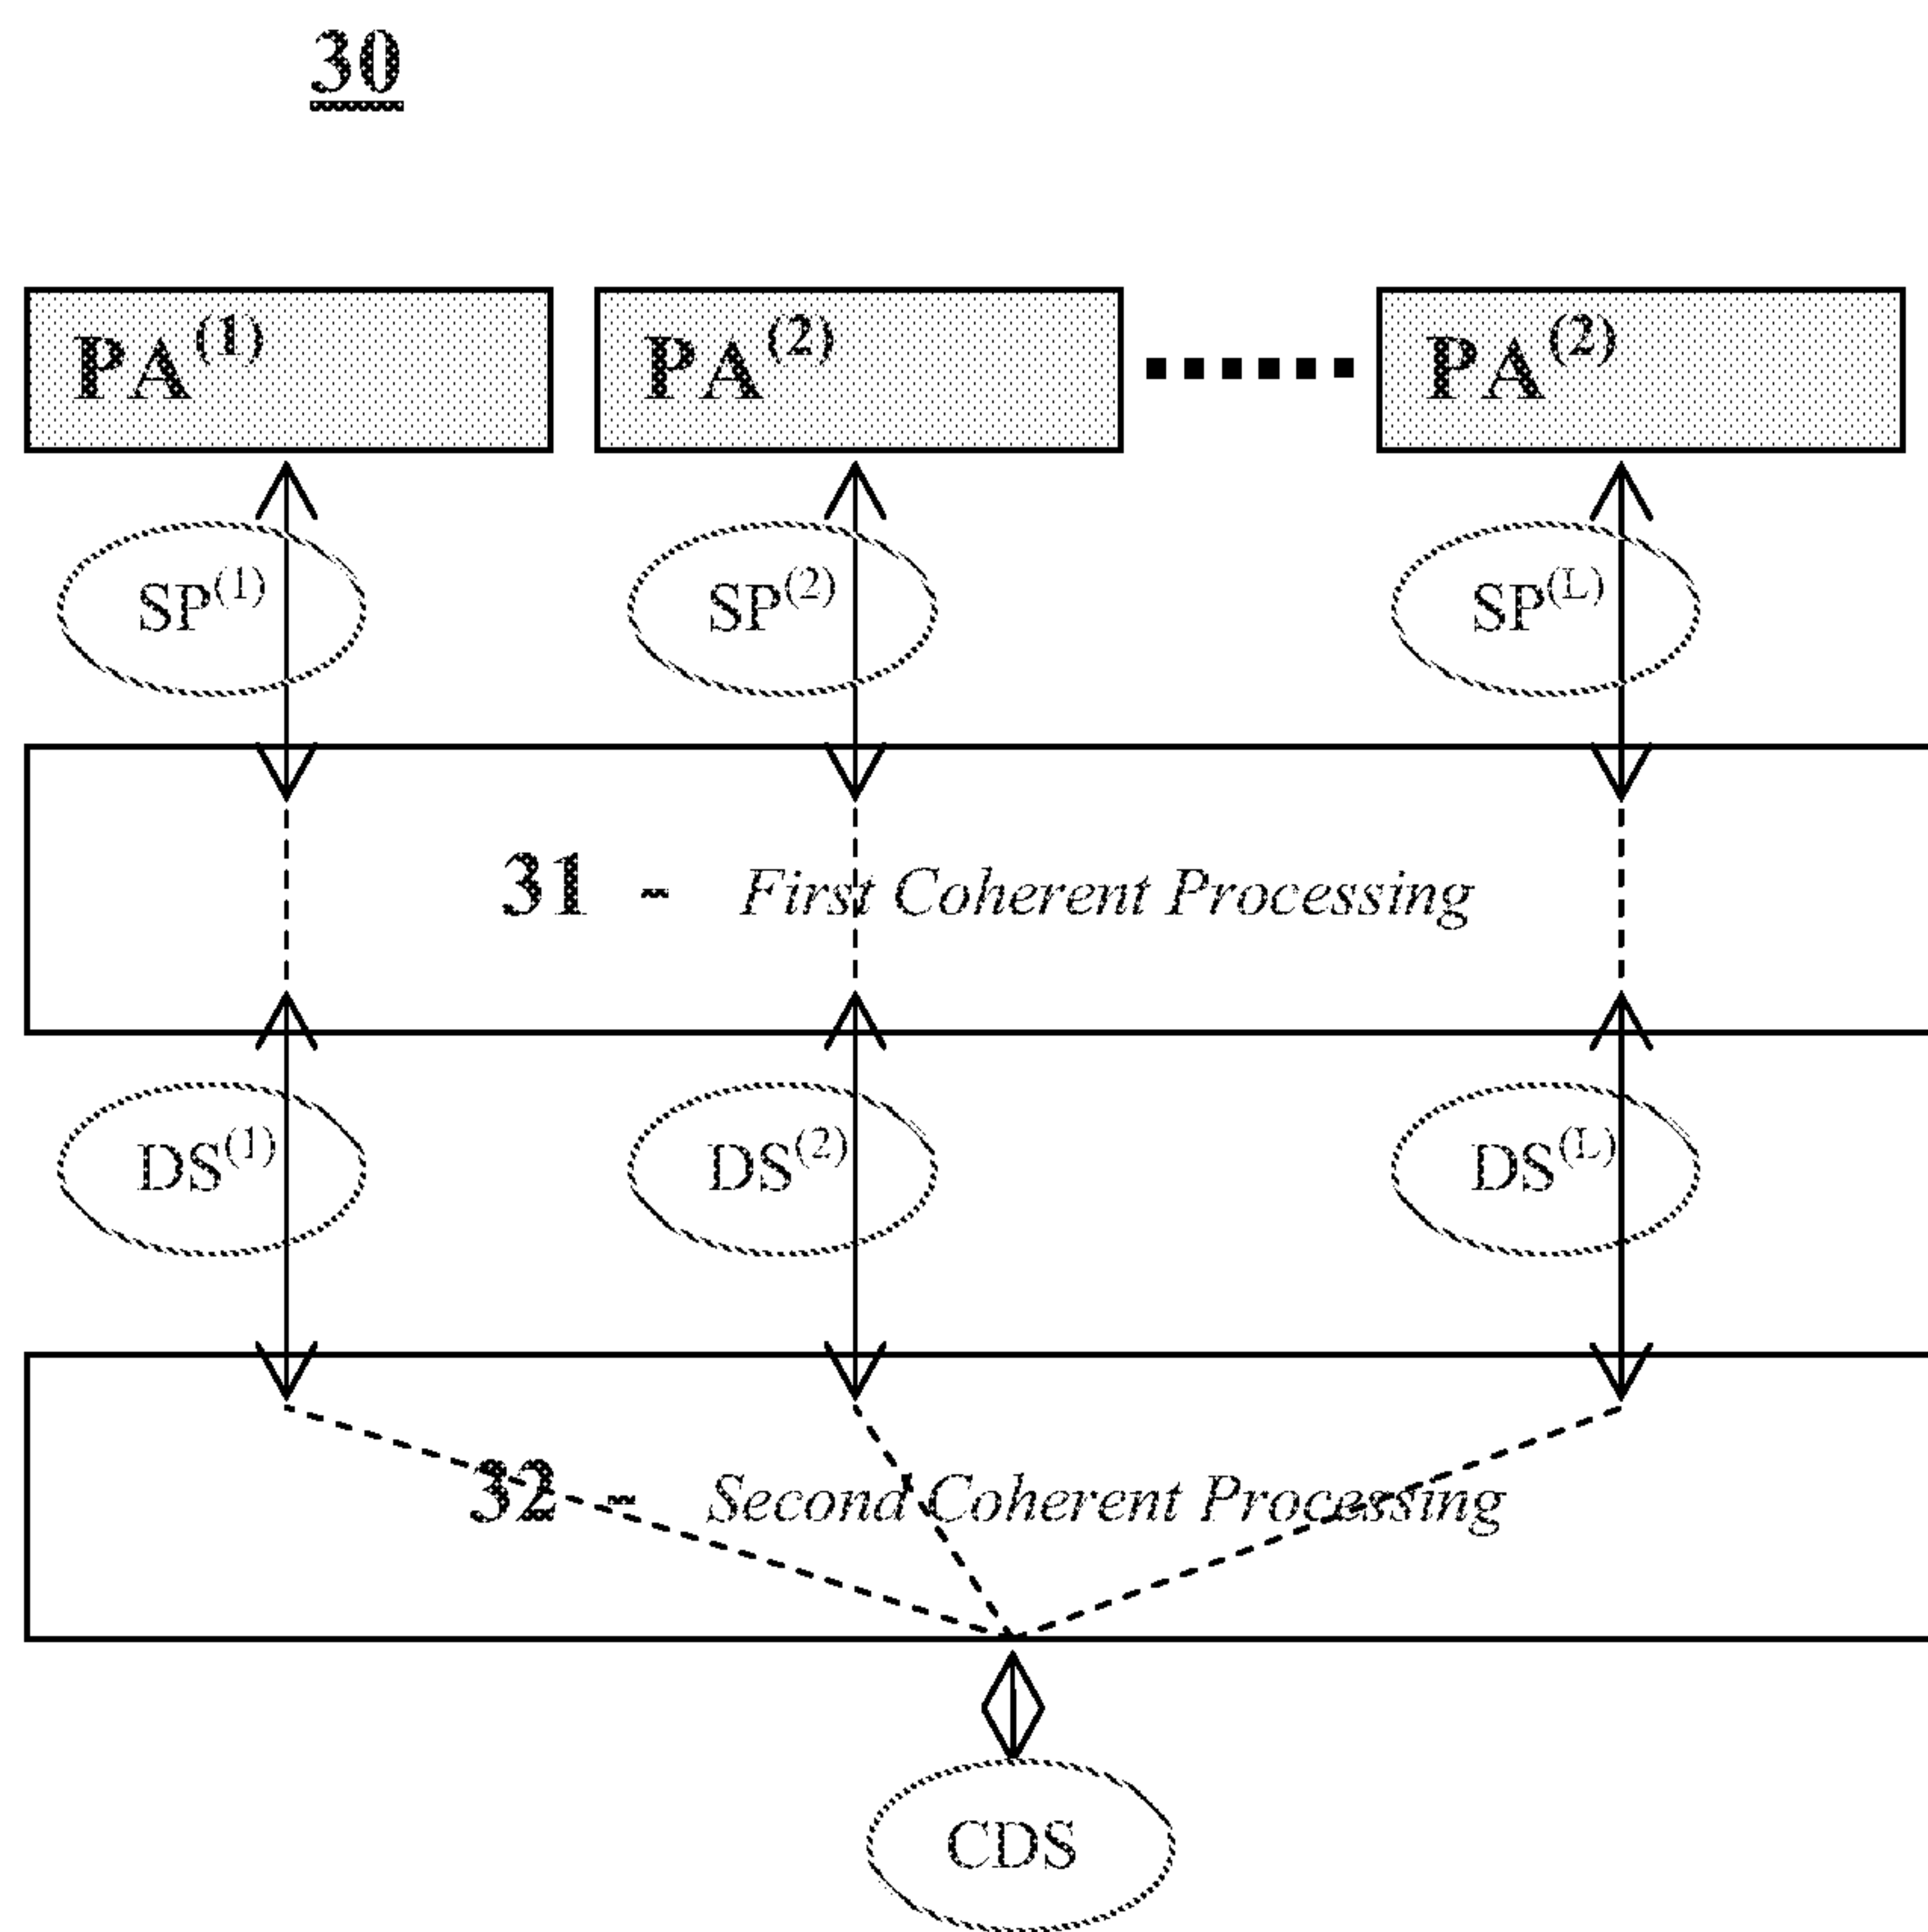 30
PA⁽¹⁾ PA⁽²⁾ PA⁽²⁾
SP⁽¹⁾ SP⁽²⁾ SP⁽ᴸ⁾
31 - First Coherent Processing
DS⁽¹⁾ DS⁽²⁾ DS⁽ᴸ⁾
32 - Second Coherent Processing
CDS